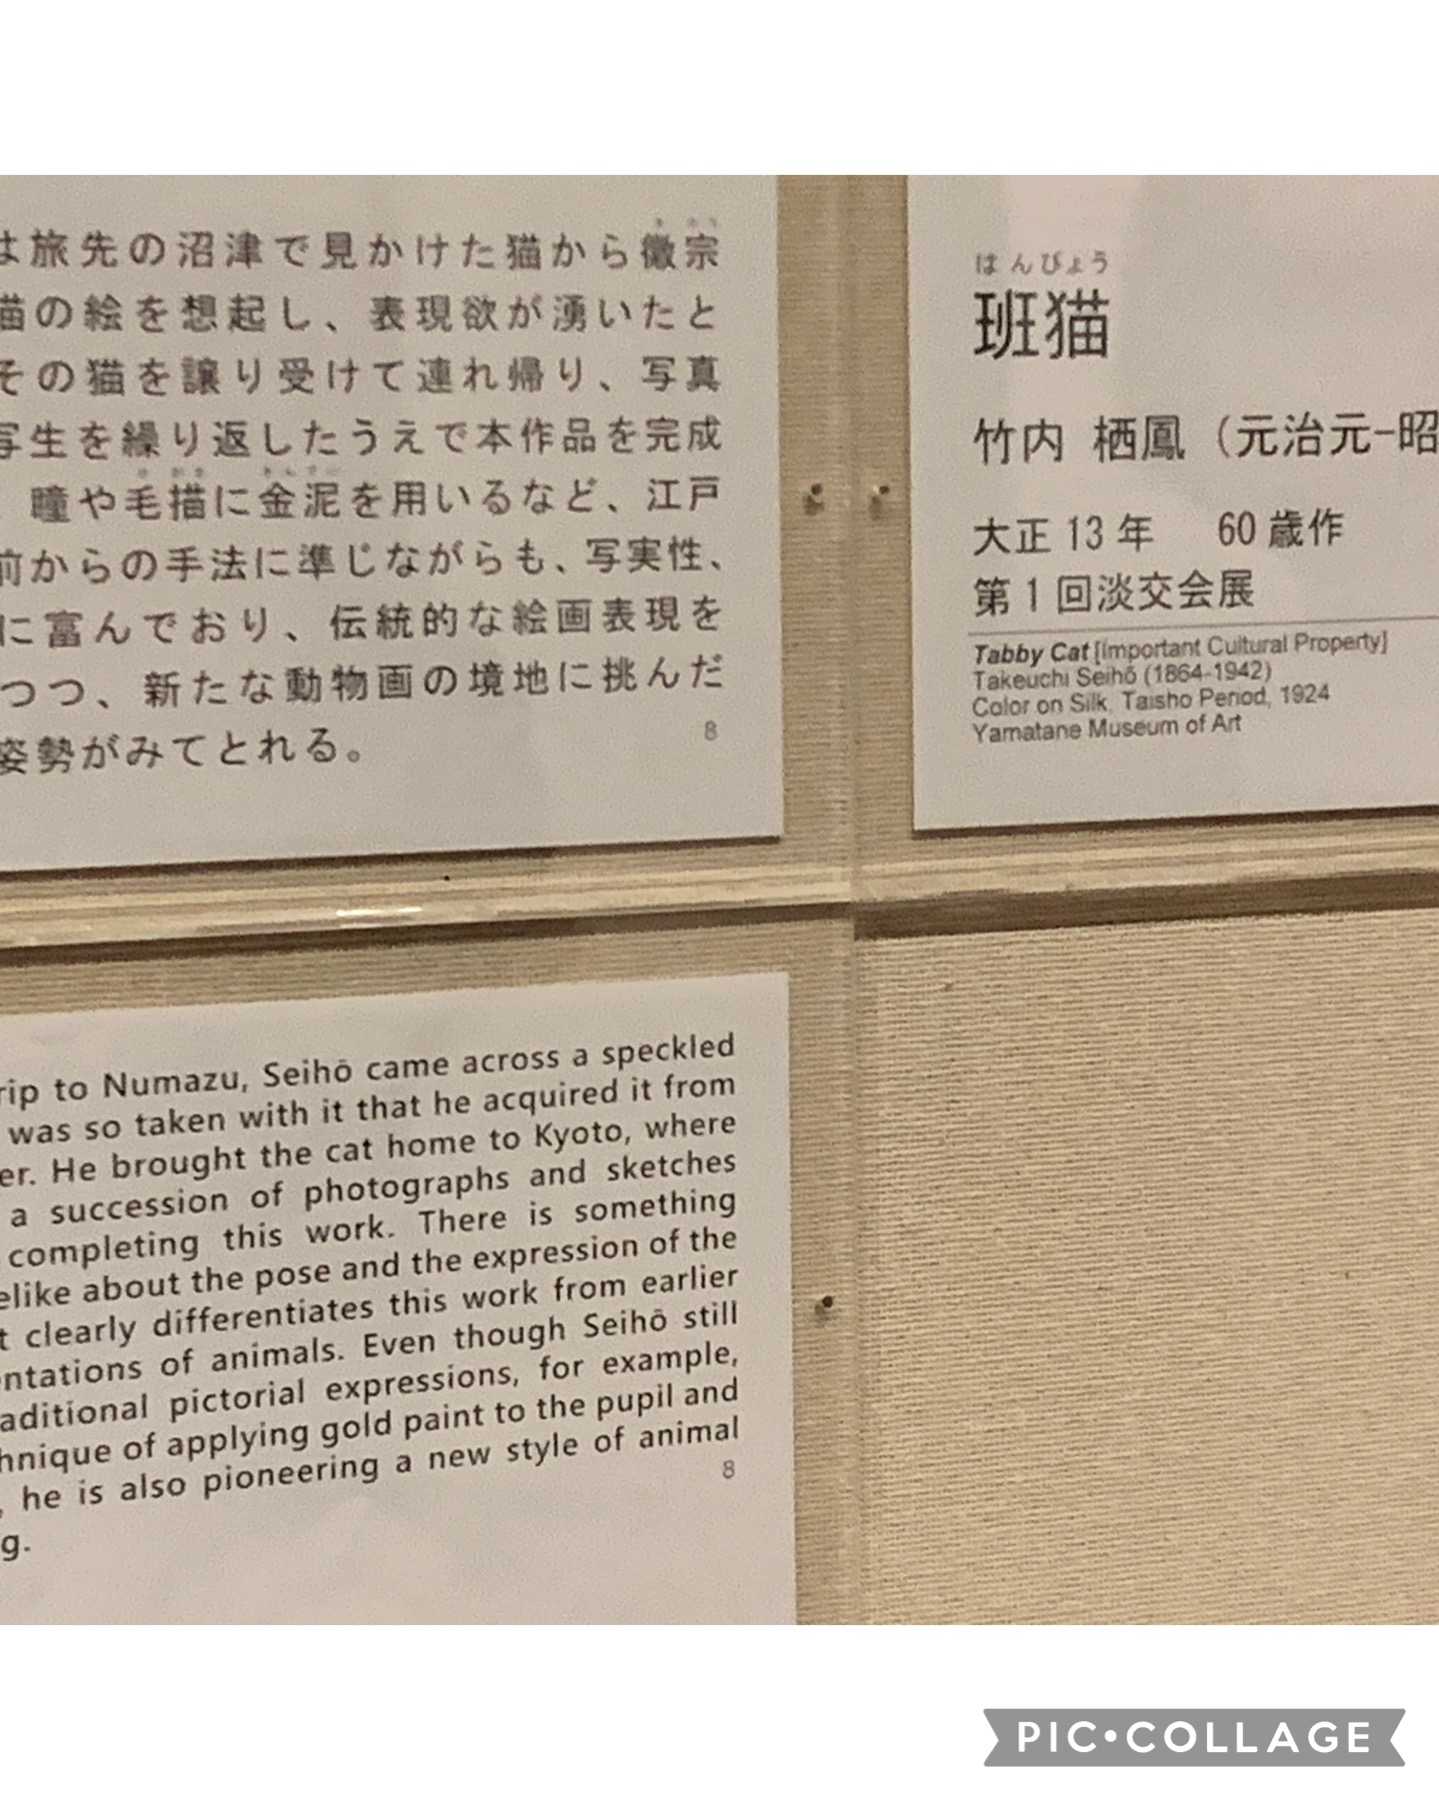 は旅先の沼津で見かけた猫から徽宗
猫の絵を想起し、表現欲が湧いたと
その猫を譲り受けて連れ帰り、写真
写生を繰り返したうえで本作品を完成
瞳や毛描に金泥を用いるなど、江戸
前からの手法に準じながらも、写実性、
に富んでおり、伝統的な絵画表現を
つつ、新たな動物画の境地に挑んだ
姿勢がみてとれる。
8
はんびょう
班猫
竹内 栖鳳（元治元−昭
大正13年 60歳作
第1回淡交会展
Tabby Cat [Important Cultural Property]
Takeuchi Seihō (1864-1942)
Color on Silk, Taisho Period, 1924
Yamatane Museum of Art
rip to Numazu, Seihō came across a speckled
was so taken with it that he acquired it from
er. He brought the cat home to Kyoto, where
a succession of photographs and sketches
completing this work. There is something
elike about the pose and the expression of the
t clearly differentiates this work from earlier
entations of animals. Even though Seihō still
aditional pictorial expressions, for example,
hnique of applying gold paint to the pupil and
, he is also pioneering a new style of animal
g.
8
PIC•COLLAGE